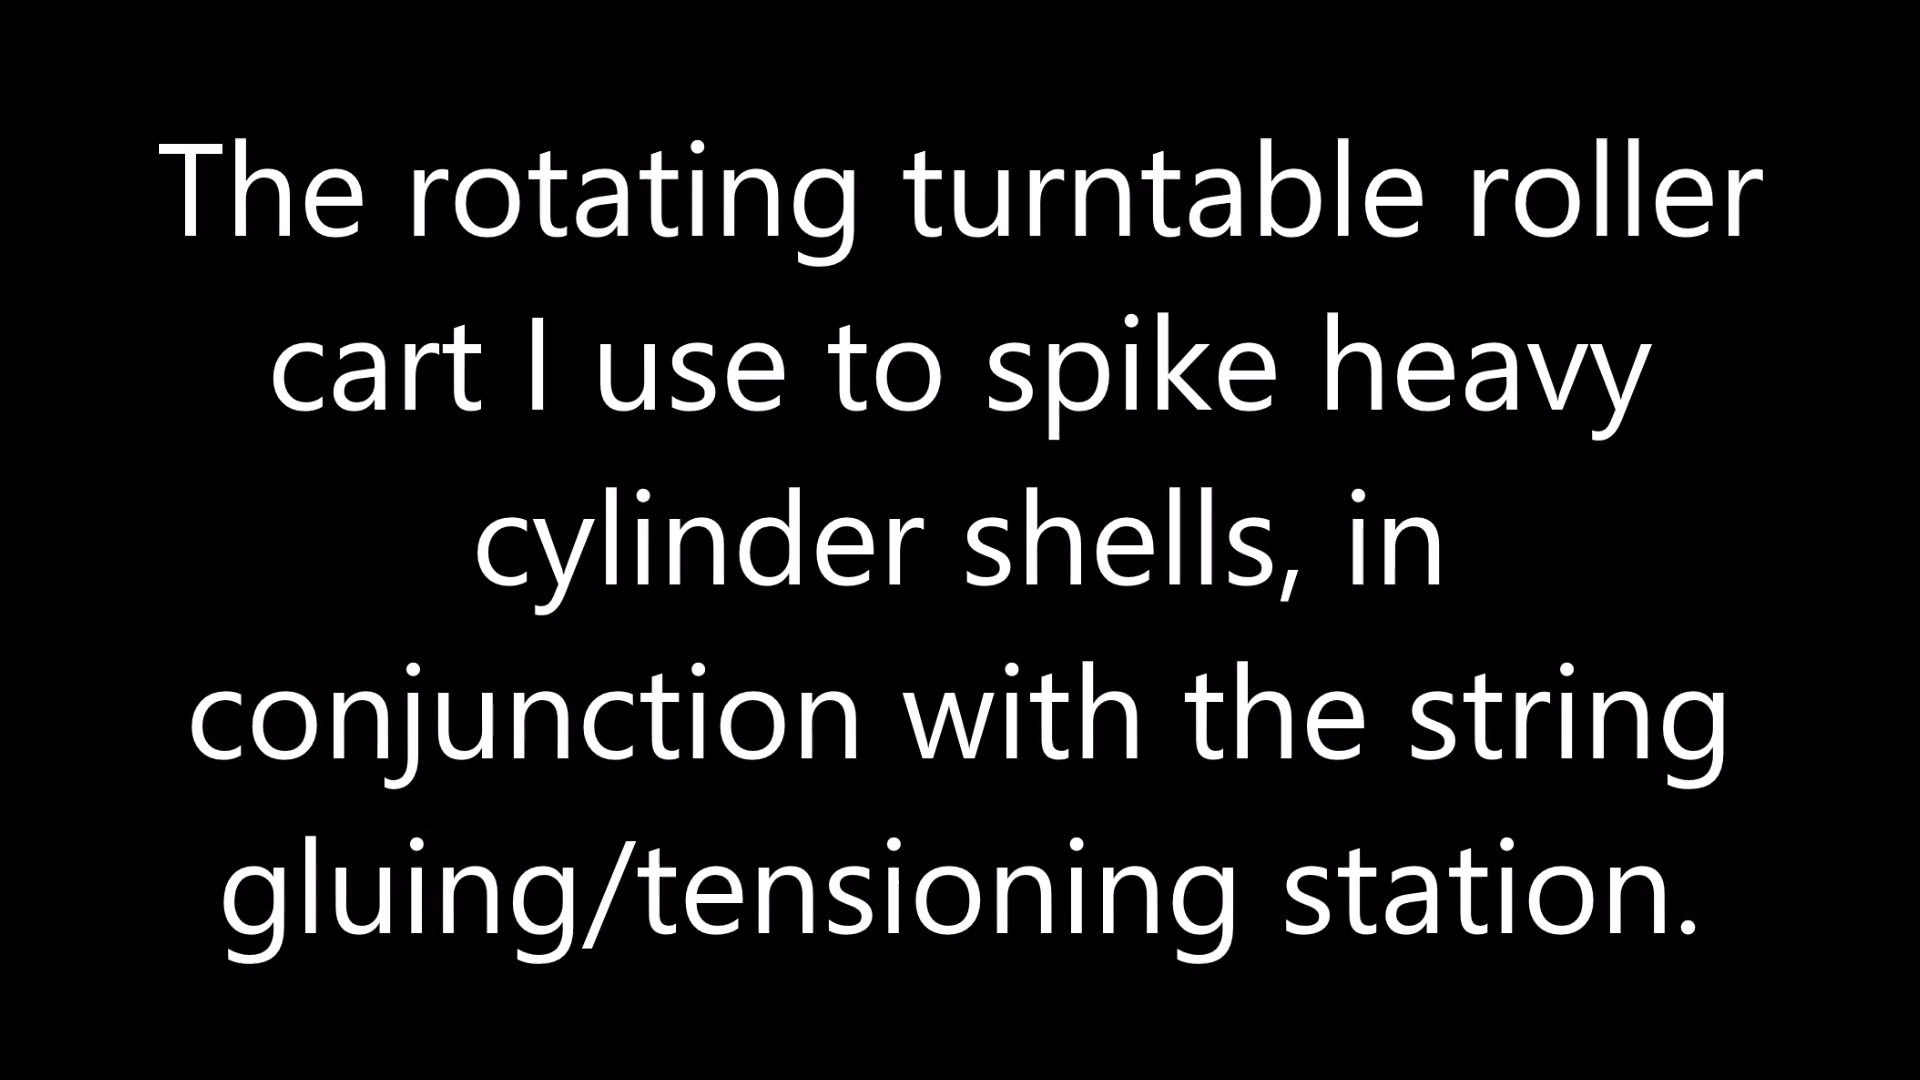 The rotating turntable roller
cart I use to spike heavy
cylinder shells, in
conjunction with the string
gluing/tensioning station.